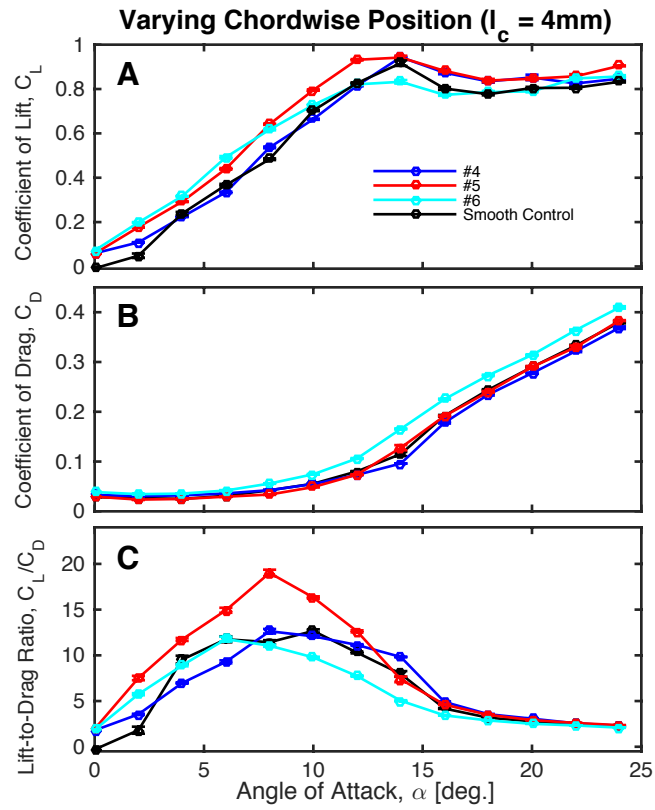 Varying Chordwise Position (l_c = 4mm)
A
Coefficient of Lift, C_L
1
0.8
0.6
0.4
0.2
0
#4
#5
#6
Smooth Control
B
Coefficient of Drag, C_D
0.4
0.3
0.2
0.1
0
C
Lift-to-Drag Ratio, C_L/C_D
20
15
10
5
0
0 5 10 15 20 25
Angle of Attack, α [deg.]